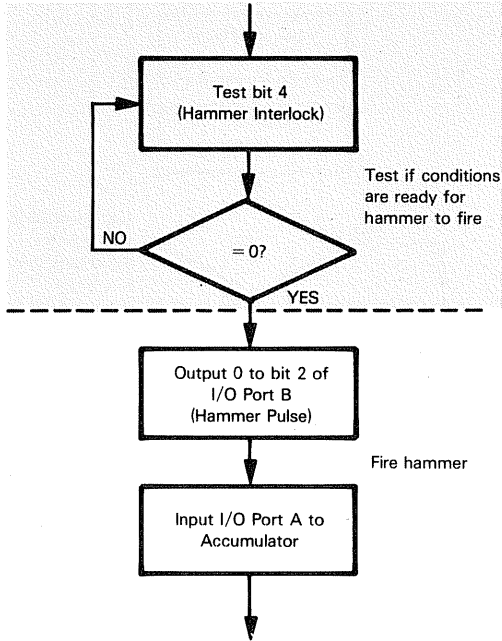 Test bit 4
(Hammer Interlock)
Test if conditions
are ready for
hammer to fire
NO
= 0?
YES
Output 0 to bit 2 of
I/O Port B
(Hammer Pulse)
Fire hammer
Input I/O Port A to
Accumulator